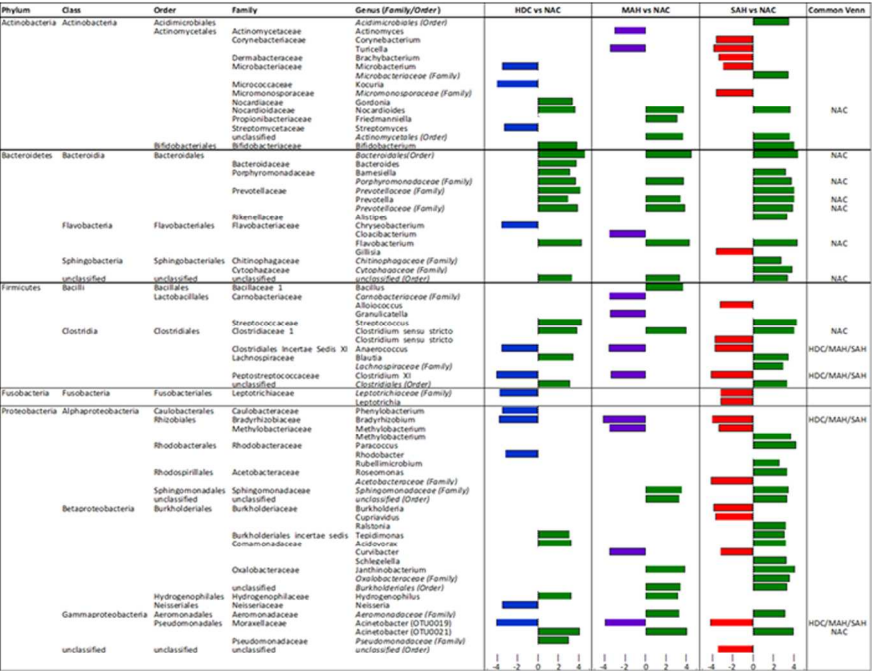 Phylum Class Order Family Genus (Family/Order) HDC vs NAC MAH vs NAC SAH vs NAC Common Venn
Actinobacteria Actinobacteria Acidimicrobiales Acidimicrobiales (Order)
Actinomycetales Actinomycetaceae Actinomyces
Corynebacteriaceae Corynebacterium
Turicella
Dermabacteraceae Brachybacterium
Microbacteriaceae Microbacterium
Microbacteriaceae (Family)
Micrococcaceae Kocuria
Micromonosporaceae Micromonosporaceae (Family)
Nocardiaceae Gordonia
Nocardioidaceae Nocardioides NAC
Propionibacteriaceae Friedmanniella
Streptomycetaceae Streptomyces
unclassified Actinomycetales (Order)
Bifidobacteriales Bifidobacteriaceae Bifidobacterium
Bacteroidetes Bacteroidia Bacteroidales Bacteroidales(Order) NAC
Bacteroidaceae Bacteroides
Porphyromonadaceae Barnesiella
Porphyromonadaceae (Family) NAC
Prevotellaceae Prevotellaceae (Family) NAC
Prevotella NAC
Prevotellaceae (Family) NAC
Rikenellaceae Alistipes
Flavobacteria Flavobacteriales Flavobacteriaceae Chryseobacterium
Cloacibacterium
Flavobacterium NAC
Gillisia
Sphingobacteria Sphingobacteriales Chitinophagaceae Chitinophagaceae (Family)
Cytophagaceae Cytophagaceae (Family)
unclassified unclassified unclassified unclassified (Order) NAC
Firmicutes Bacilli Bacillales Bacillaceae 1 Bacillus
Lactobacillales Carnobacteriaceae Carnobacteriaceae (Family)
Alloiococcus
Granulicatella
Streptococcaceae Streptococcus
Clostridia Clostridiales Clostridiaceae 1 Clostridium sensu stricto NAC
Clostridium sensu stricto
Clostridiales Incertae Sedis XI Anaerococcus HDC/MAH/SAH
Lachnospiraceae Blautia
Lachnospiraceae (Family)
Peptostreptococcaceae Clostridium XI HDC/MAH/SAH
unclassified Clostridiales (Order)
Fusobacteria Fusobacteria Fusobacteriales Leptotrichiaceae Leptotrichiaceae (Family)
Leptotrichia
Proteobacteria Alphaproteobacteria Caulobacterales Caulobacteraceae Phenylobacterium
Rhizobiales Bradyrhizobiaceae Bradyrhizobium HDC/MAH/SAH
Methylobacteriaceae Methylobacterium
Methylobacterium
Rhodobacterales Rhodobacteraceae Paracoccus
Rhodobacter
Rubellimicrobium
Rhodospirillales Acetobacteraceae Roseomonas
Acetobacteraceae (Family)
Sphingomonadales Sphingomonadaceae Sphingomonadaceae (Family)
unclassified unclassified unclassified (Order)
Betaproteobacteria Burkholderiales Burkholderiaceae Burkholderia
Cupriavidus
Ralstonia
Burkholderiales incertae sedis Tepidimonas
Comamonadaceae Acidovorax
Curvibacter
Schlegelella
Oxalobacteraceae Janthinobacterium
Oxalobacteraceae (Family)
unclassified Burkholderiales (Order)
Hydrogenophilales Hydrogenophilaceae Hydrogenophilus
Neisseriales Neisseriaceae Neisseria
Gammaproteobacteria Aeromonadales Aeromonadaceae Aeromonadaceae (Family)
Pseudomonadales Moraxellaceae Acinetobacter (OTU0019) HDC/MAH/SAH
Acinetobacter (OTU0021) NAC
Pseudomonadaceae Pseudomonadaceae (Family)
unclassified unclassified unclassified unclassified (Order)
-4 -2 0 2 4 -4 -2 0 2 4 -4 -2 0 2 4